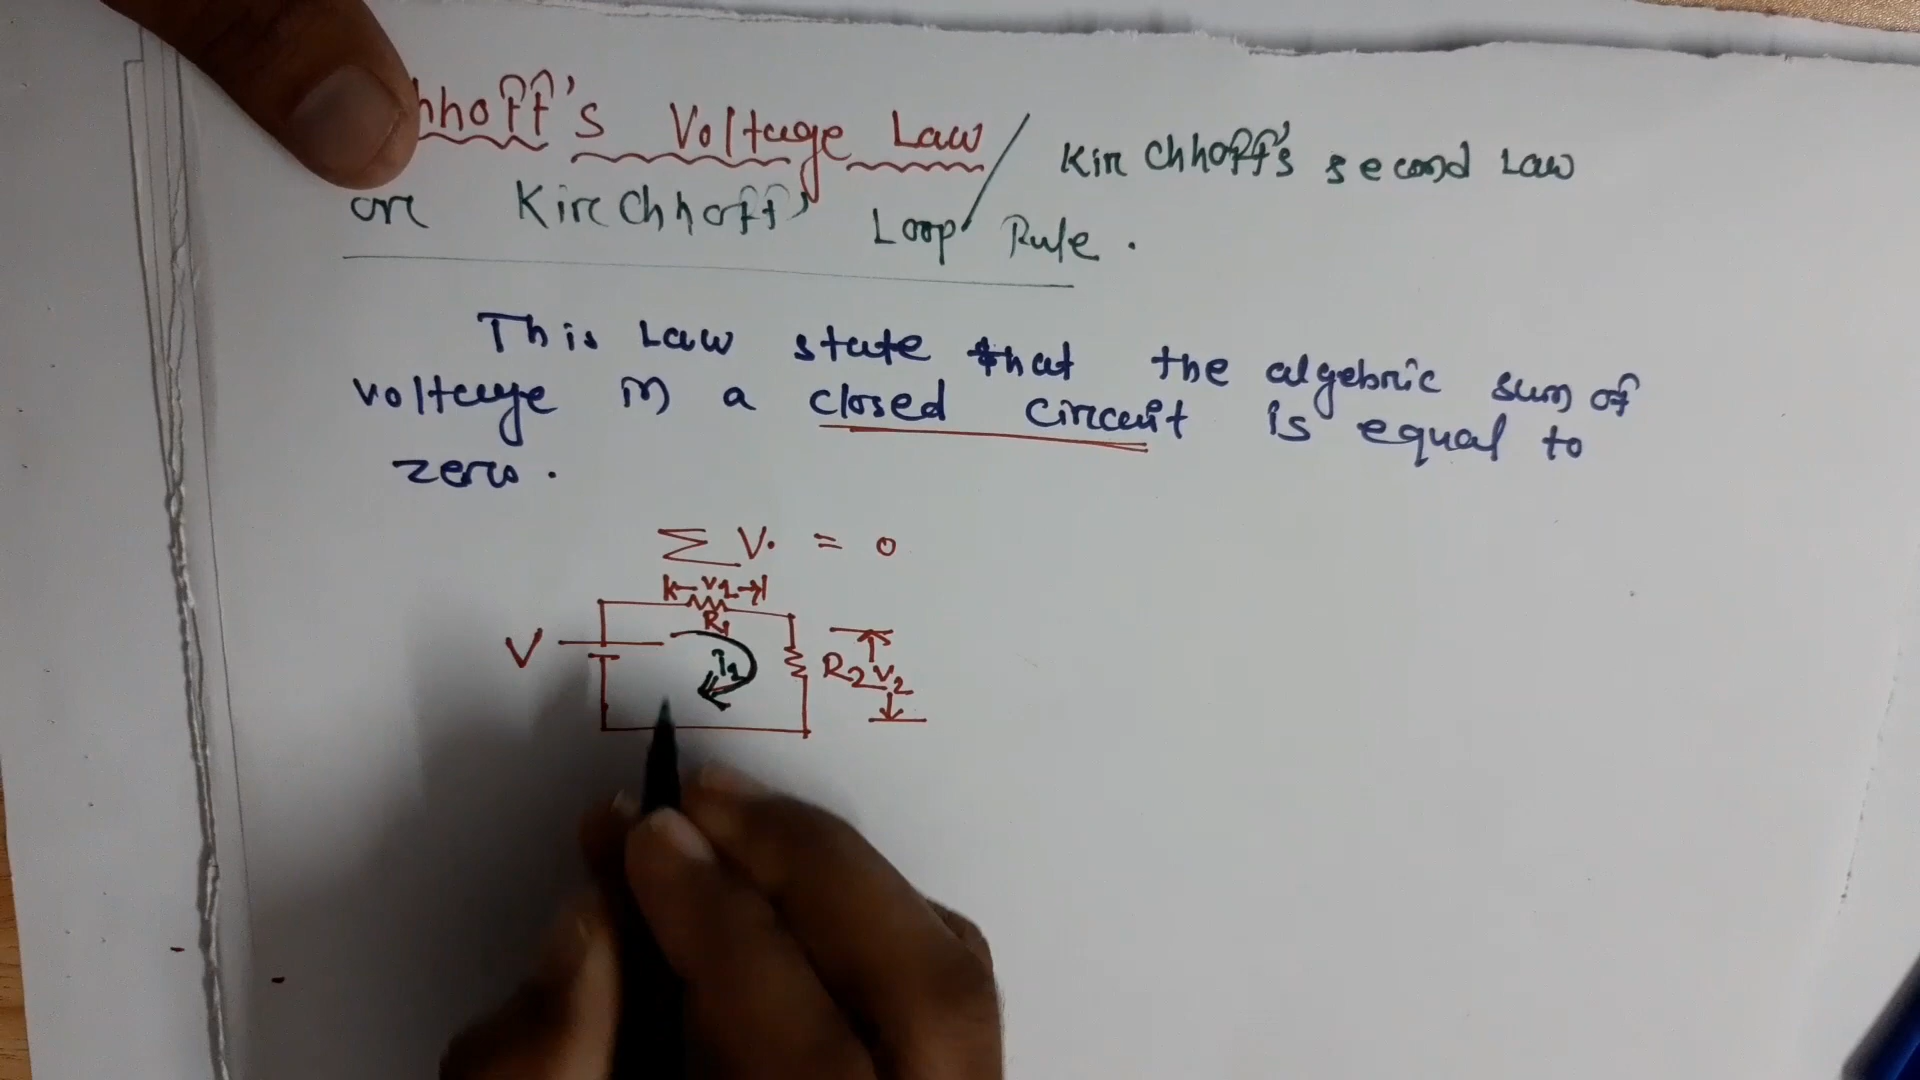 hhoff's Voltage Law / Kirchhoff's second Law
or Kirchhoff's Loop Rule.
This Law state that the algebric sum of
voltage in a closed circuit is equal to
zero.
Σ V. = 0
V1
R1
V
I1
R2
V2